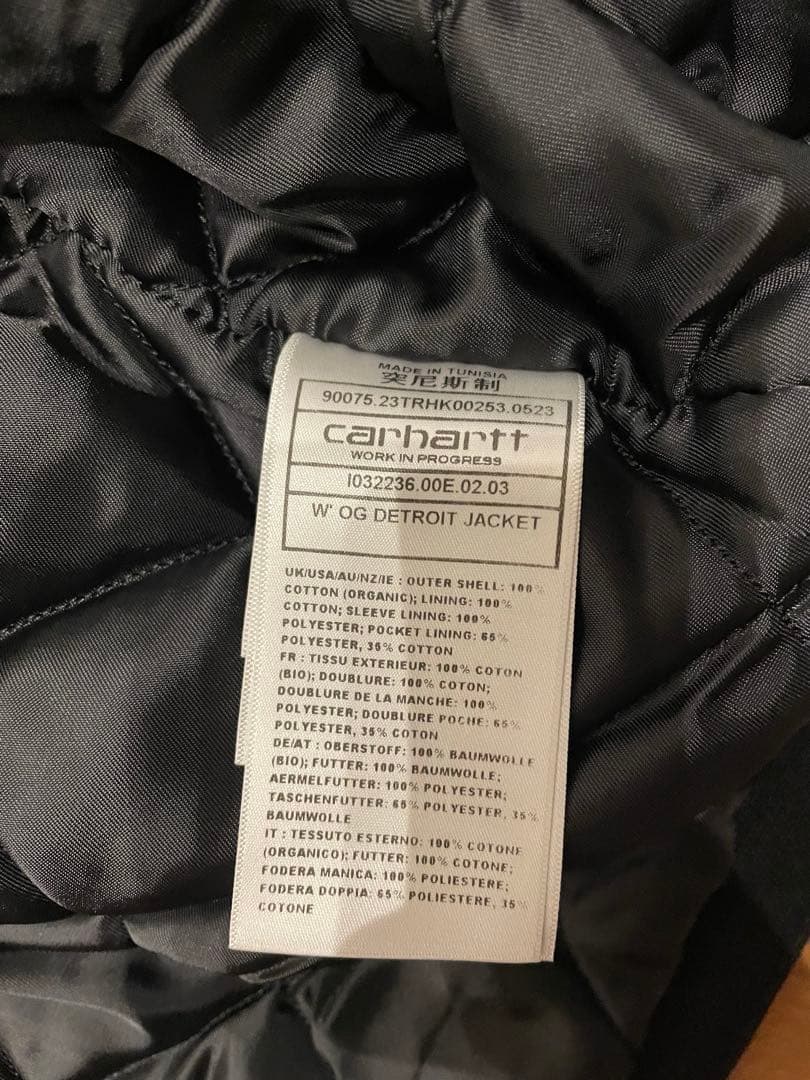 MADE IN TUNISIA
突尼斯制
90075.23TRHK00253.0523
carhartt
WORK IN PROGRESS
I032236.00E.02.03
W' OG DETROIT JACKET
UK/USA/AU/NZ/IE : OUTER SHELL: 100%
COTTON (ORGANIC); LINING: 100%
COTTON; SLEEVE LINING: 100%
POLYESTER; POCKET LINING: 65%
POLYESTER, 35% COTTON
FR : TISSU EXTERIEUR: 100% COTON
(BIO); DOUBLURE: 100% COTON;
DOUBLURE DE LA MANCHE: 100%
POLYESTER; DOUBLURE POCHE: 65%
POLYESTER, 35% COTON
DE/AT : OBERSTOFF: 100% BAUMWOLLE
(BIO); FUTTER: 100% BAUMWOLLE;
AERMELFUTTER: 100% POLYESTER;
TASCHENFUTTER: 65% POLYESTER, 35%
BAUMWOLLE
IT : TESSUTO ESTERNO: 100% COTONE
(ORGANICO); FUTTER: 100% COTONE;
FODERA MANICA: 100% POLIESTERE;
FODERA DOPPIA: 65% POLIESTERE, 35%
COTONE